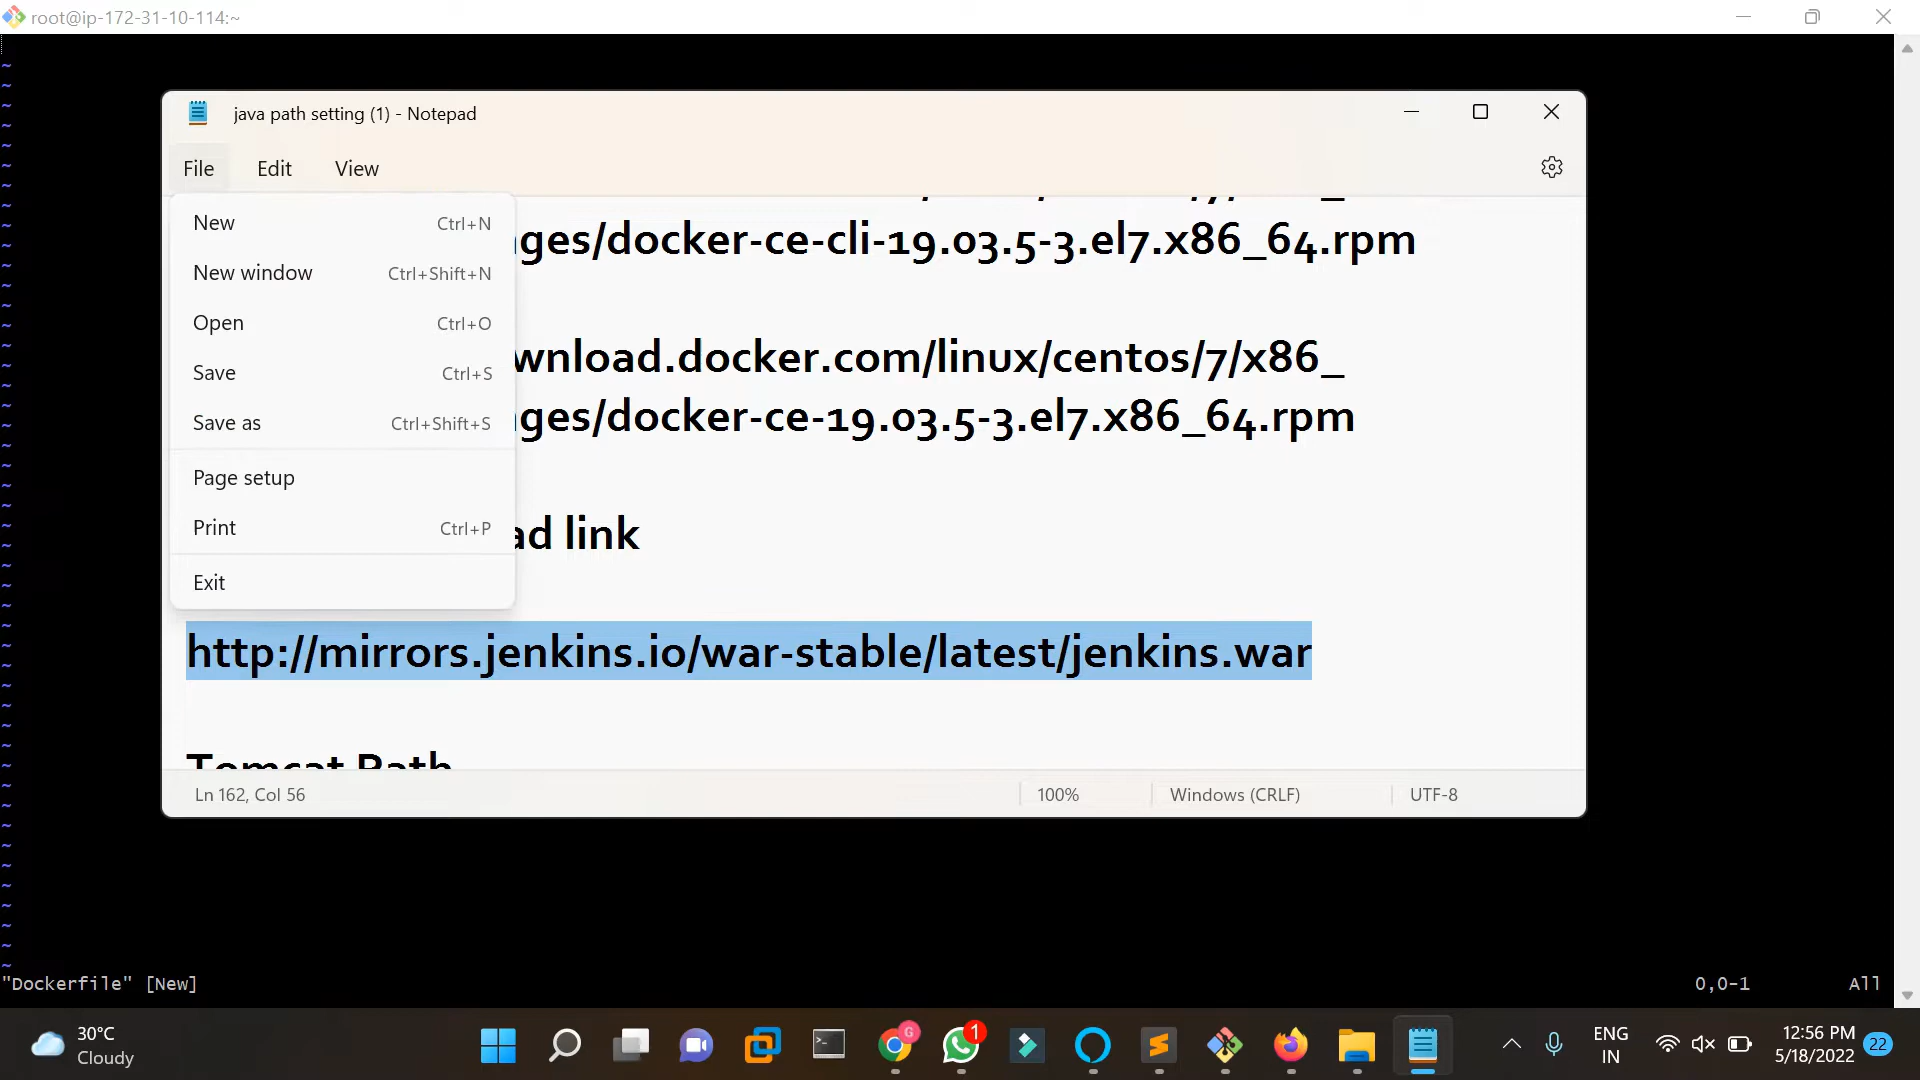 root@ip-172-31-10-114:~
java path setting (1) - Notepad
File Edit View
New Ctrl+N
New window Ctrl+Shift+N
Open Ctrl+O
Save Ctrl+S
Save as Ctrl+Shift+S
Page setup
Print Ctrl+P
Exit
ges/docker-ce-cli-19.03.5-3.el7.x86_64.rpm
wnload.docker.com/linux/centos/7/x86_
ges/docker-ce-19.03.5-3.el7.x86_64.rpm
ad link
http://mirrors.jenkins.io/war-stable/latest/jenkins.war
Tomcat Path
Ln 162, Col 56 100% Windows (CRLF) UTF-8
"Dockerfile" [New] 0,0-1 All
30°C
Cloudy
G
1
ENG
IN
12:56 PM
5/18/2022
22